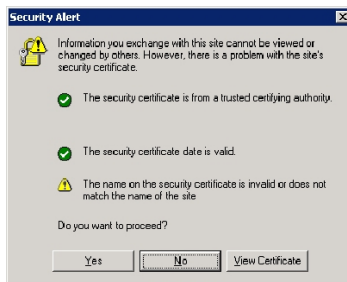 Security Alert
Information you exchange with this site cannot be viewed or
changed by others. However, there is a problem with the site's
security certificate.
The security certificate is from a trusted certifying authority.
The security certificate date is valid.
The name on the security certificate is invalid or does not
match the name of the site
Do you want to proceed?
Yes No View Certificate